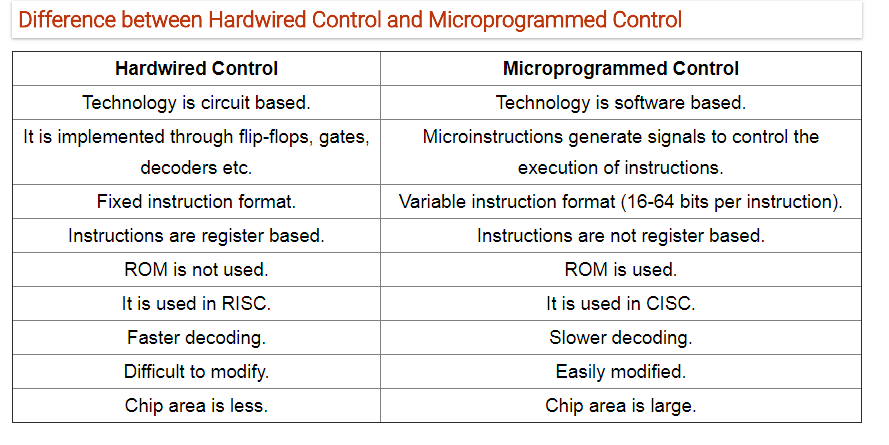 Difference between Hardwired Control and Microprogrammed Control
Hardwired Control Microprogrammed Control
Technology is circuit based. Technology is software based.
It is implemented through flip-flops, gates, Microinstructions generate signals to control the
decoders etc. execution of instructions.
Fixed instruction format. Variable instruction format (16-64 bits per instruction).
Instructions are register based. Instructions are not register based.
ROM is not used. ROM is used.
It is used in RISC. It is used in CISC.
Faster decoding. Slower decoding.
Difficult to modify. Easily modified.
Chip area is less. Chip area is large.